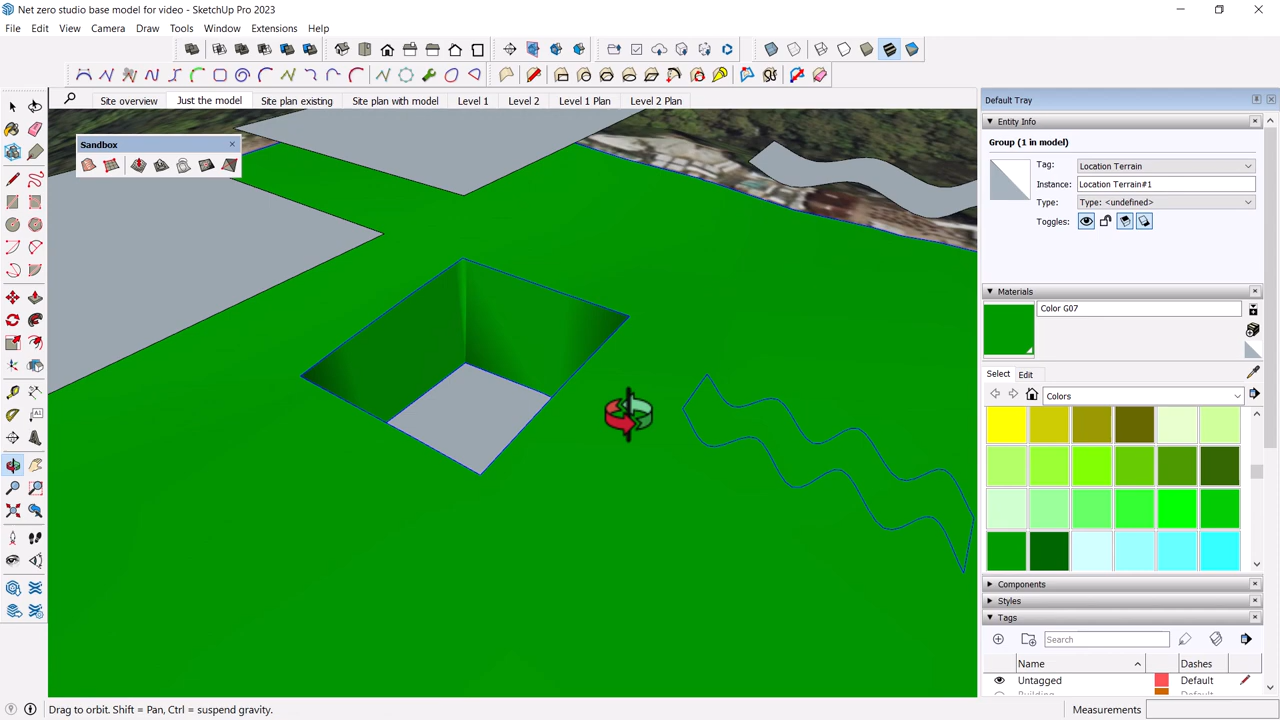 Net zero studio base model for video - SketchUp Pro 2023
File Edit View Camera Draw Tools Window Extensions Help
Site overview Just the model Site plan existing Site plan with model Level 1 Level 2 Level 1 Plan Level 2 Plan
Sandbox
Default Tray
Entity Info
Group (1 in model)
Tag: Location Terrain
Instance: Location Terrain#1
Type: Type: <undefined>
Toggles:
Materials
Color G07
Select Edit
Colors
Components
Styles
Tags
Search
Name Dashes
Untagged Default
Building Default
Drag to orbit. Shift = Pan, Ctrl = suspend gravity.
Measurements